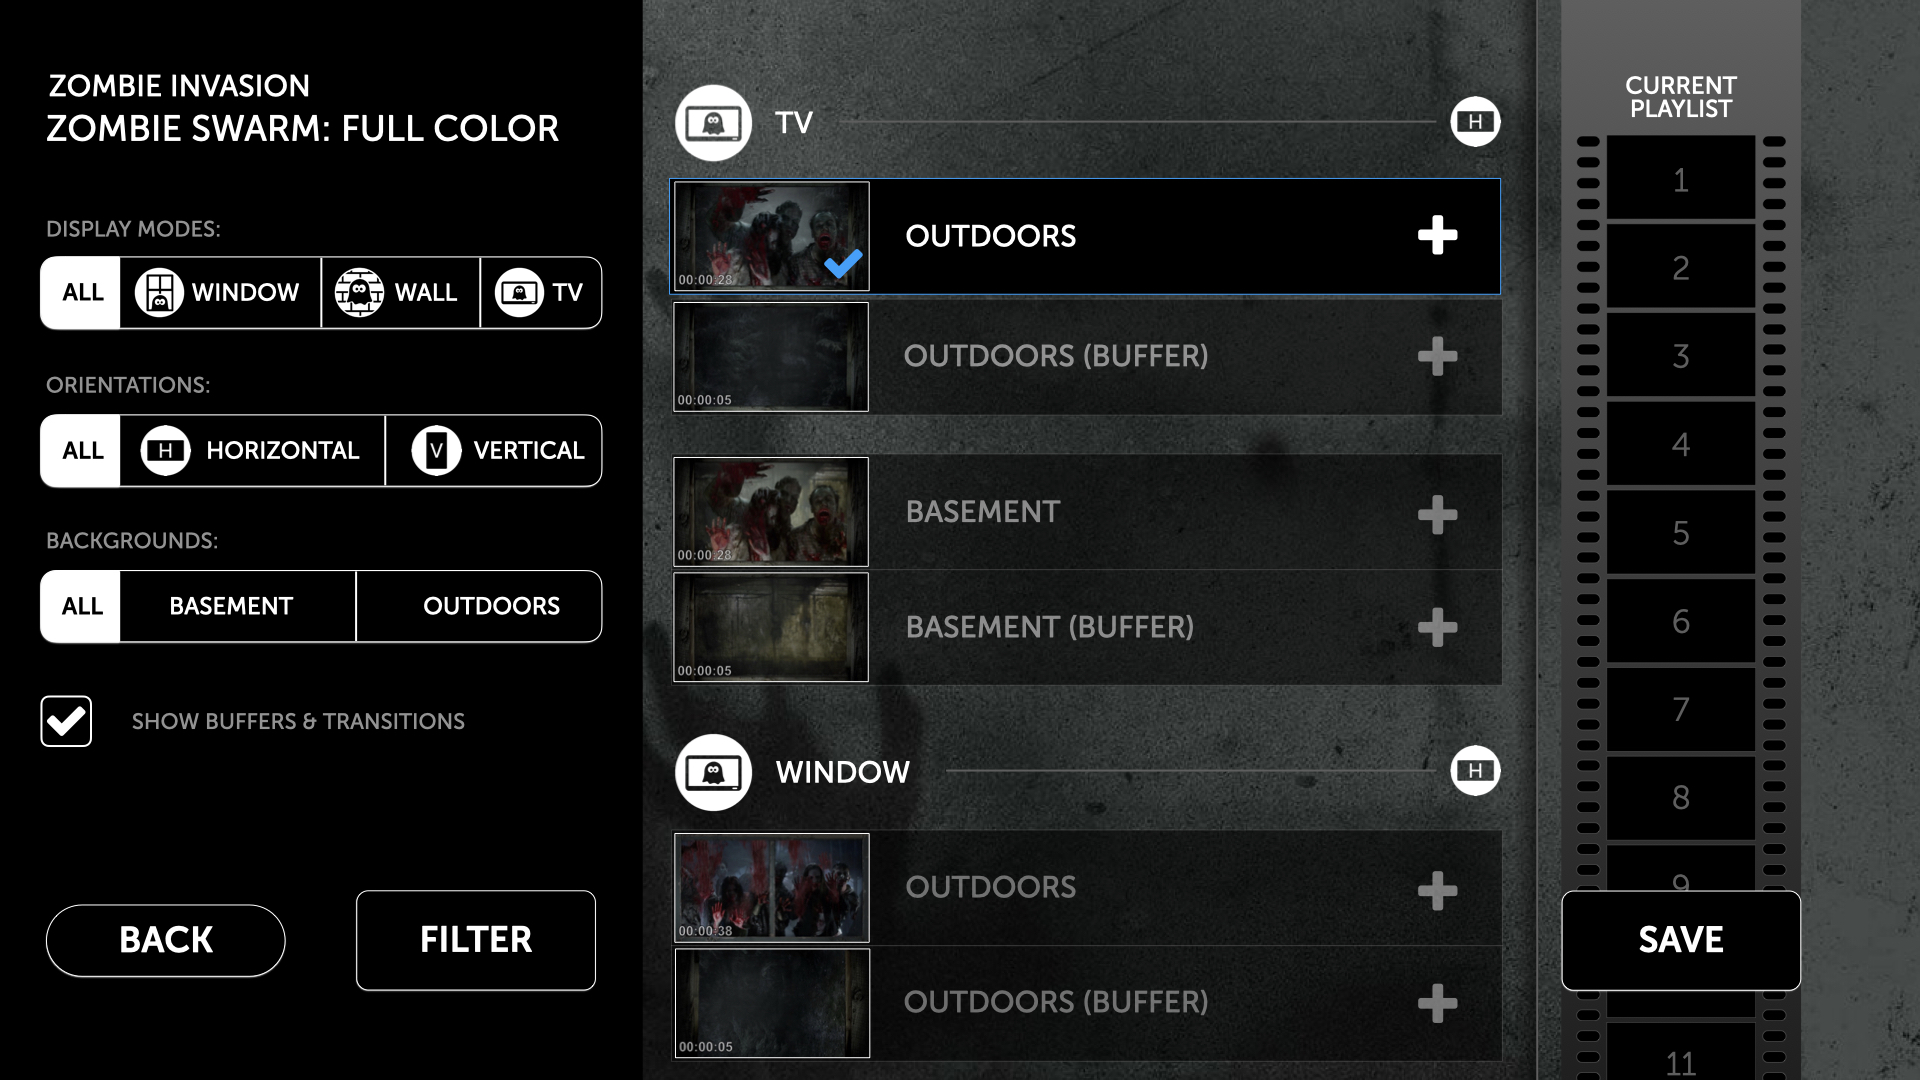 ZOMBIE INVASION
ZOMBIE SWARM: FULL COLOR
DISPLAY MODES:
ALL WINDOW WALL TV
ORIENTATIONS:
ALL H HORIZONTAL V VERTICAL
BACKGROUNDS:
ALL BASEMENT OUTDOORS
SHOW BUFFERS & TRANSITIONS
BACK FILTER
TV H
OUTDOORS
00:00:28
OUTDOORS (BUFFER)
00:00:05
BASEMENT
00:00:28
BASEMENT (BUFFER)
00:00:05
WINDOW H
OUTDOORS
00:00:38
OUTDOORS (BUFFER)
00:00:05
CURRENT
PLAYLIST
1
2
3
4
5
6
7
8
9
SAVE
11